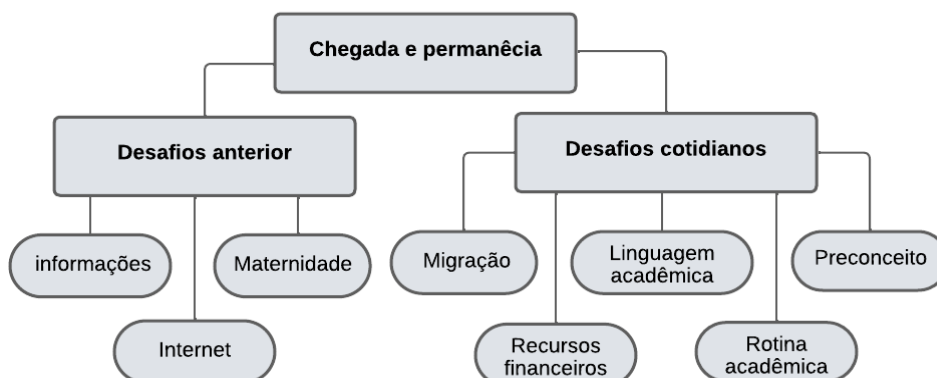 Chegada e permanêcia
Desafios anterior
Desafios cotidianos
informações
Maternidade
Internet
Migração
Linguagem
acadêmica
Preconceito
Recursos
financeiros
Rotina
acadêmica